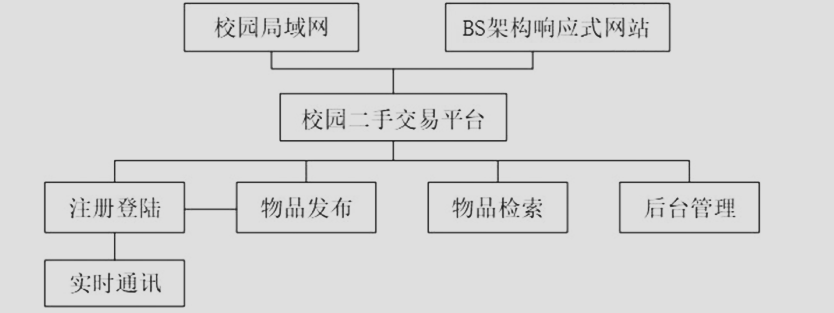 校园局域网
BS架构响应式网站
校园二手交易平台
注册登陆
物品发布
物品检索
后台管理
实时通讯